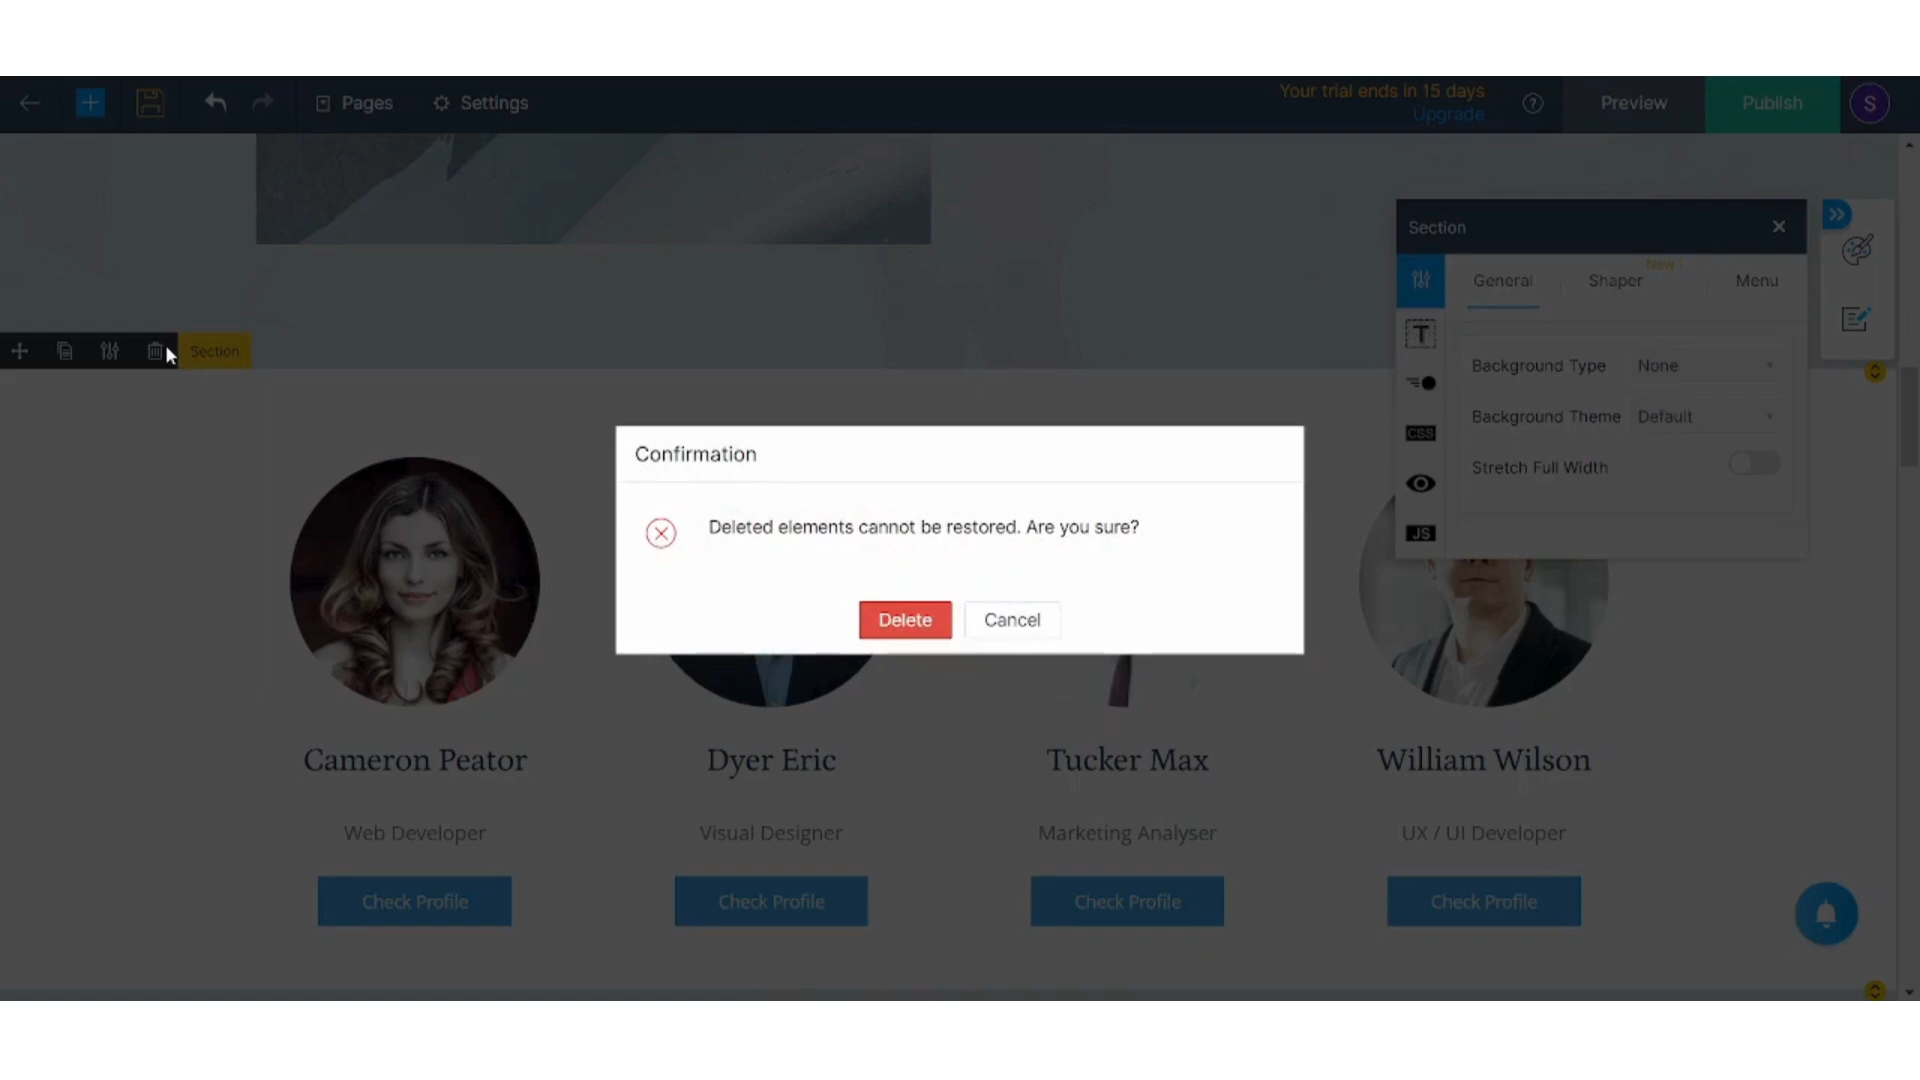 Pages
Settings
Your trial ends in 15 days
Upgrade
?
Preview
Publish
S
Section
General
Shaper
New
Menu
T
Background Type
None
CSS
Background Theme
Default
Stretch Full Width
JS
Section
Confirmation
Deleted elements cannot be restored. Are you sure?
Delete
Cancel
Cameron Peator
Dyer Eric
Tucker Max
William Wilson
Web Developer
Visual Designer
Marketing Analyser
UX / UI Developer
Check Profile
Check Profile
Check Profile
Check Profile